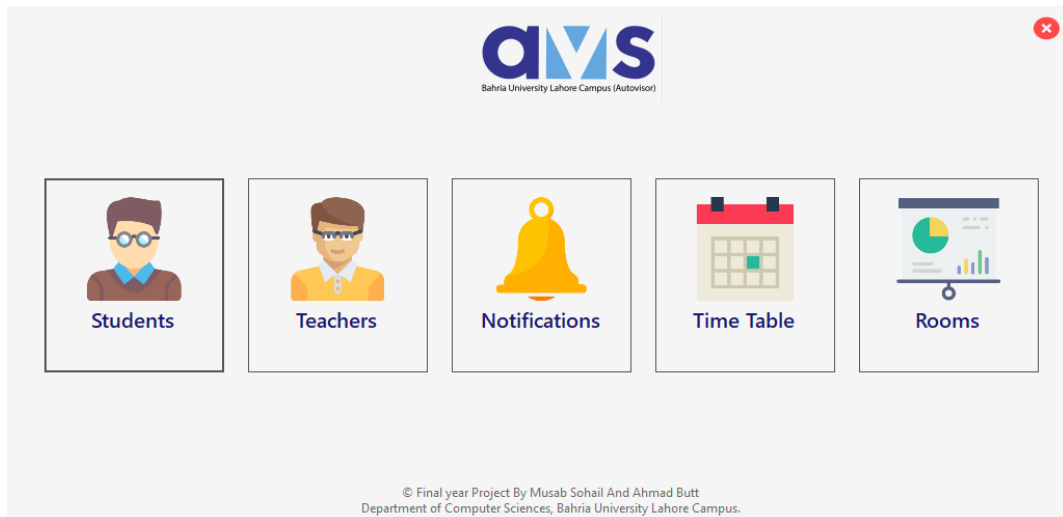 ams
Bahria University Lahore Campus (Autovisor)
Students
Teachers
Notifications
Time Table
Rooms
© Final year Project By Musab Sohail And Ahmad Butt
Department of Computer Sciences, Bahria University Lahore Campus.